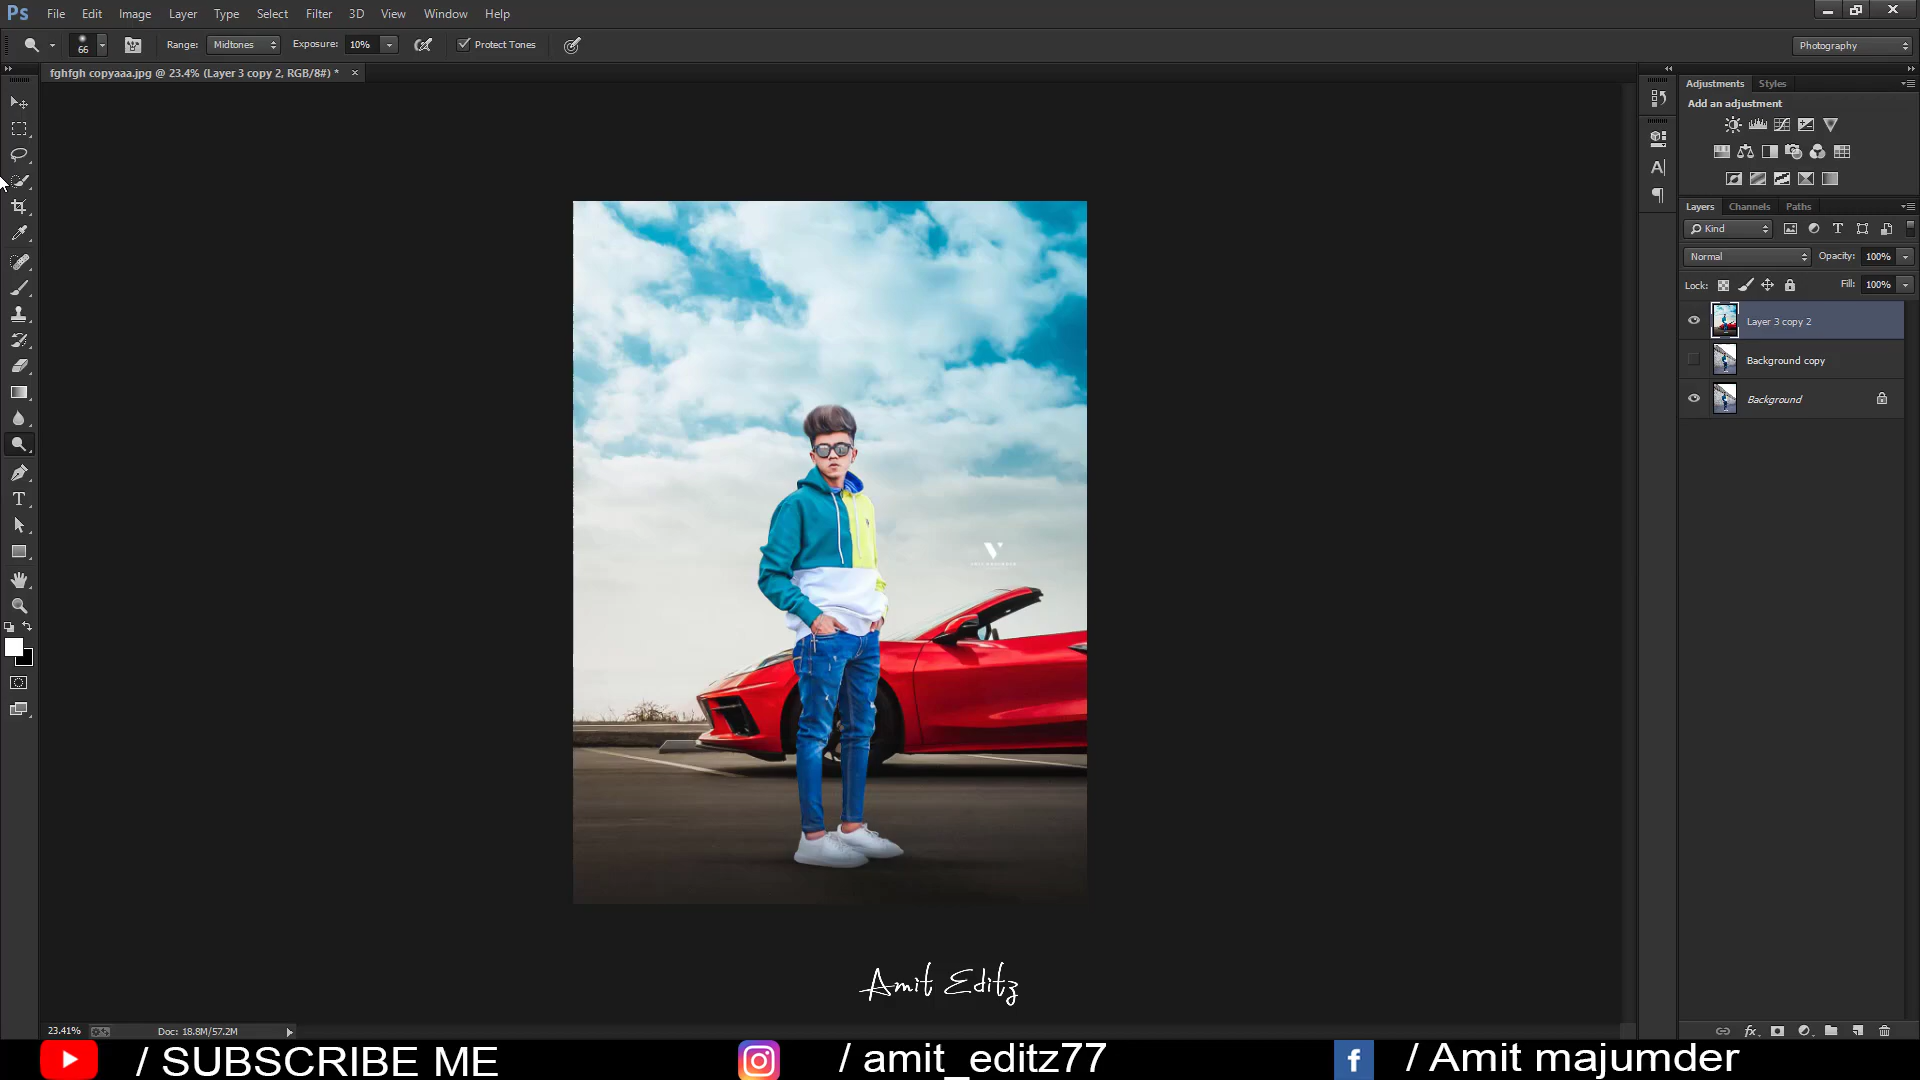 Ps File Edit Image Layer Type Select Filter 3D View Window Help
66 Range: Midtones Exposure: 10% Protect Tones Photography
fghfgh copyaaa.jpg @ 23.4% (Layer 3 copy 2, RGB/8#) * ×
Adjustments Styles
Add an adjustment
Layers Channels Paths
Kind
Normal Opacity: 100%
Lock: Fill: 100%
Layer 3 copy 2
Background copy
Background
Amit Editz
23.41% Doc: 18.8M/57.2M
/ SUBSCRIBE ME / amit_editz77 / Amit majumder